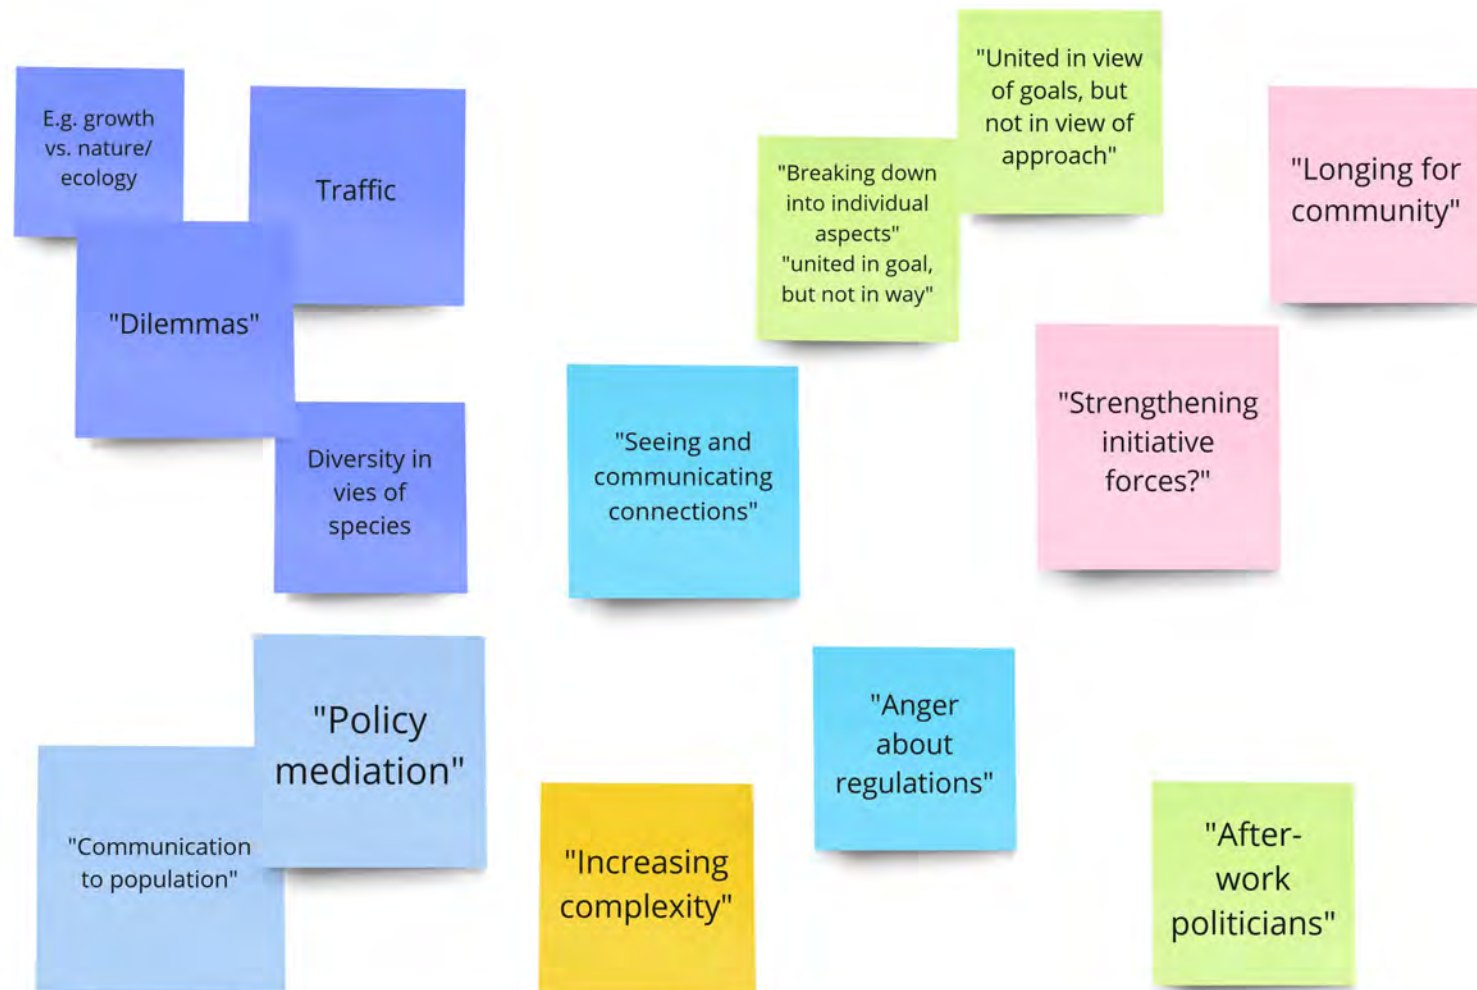 E.g. growth
vs. nature/
ecology
Traffic
"Dilemmas"
Diversity in
vies of
species
"Breaking down
into individual
aspects"
"united in goal,
but not in way"
"United in view
of goals, but
not in view of
approach"
"Longing for
community"
"Strengthening
initiative
forces?"
"Seeing and
communicating
connections"
"Policy
mediation"
"Communication
to population"
"Increasing
complexity"
"Anger
about
regulations"
"After-
work
politicians"